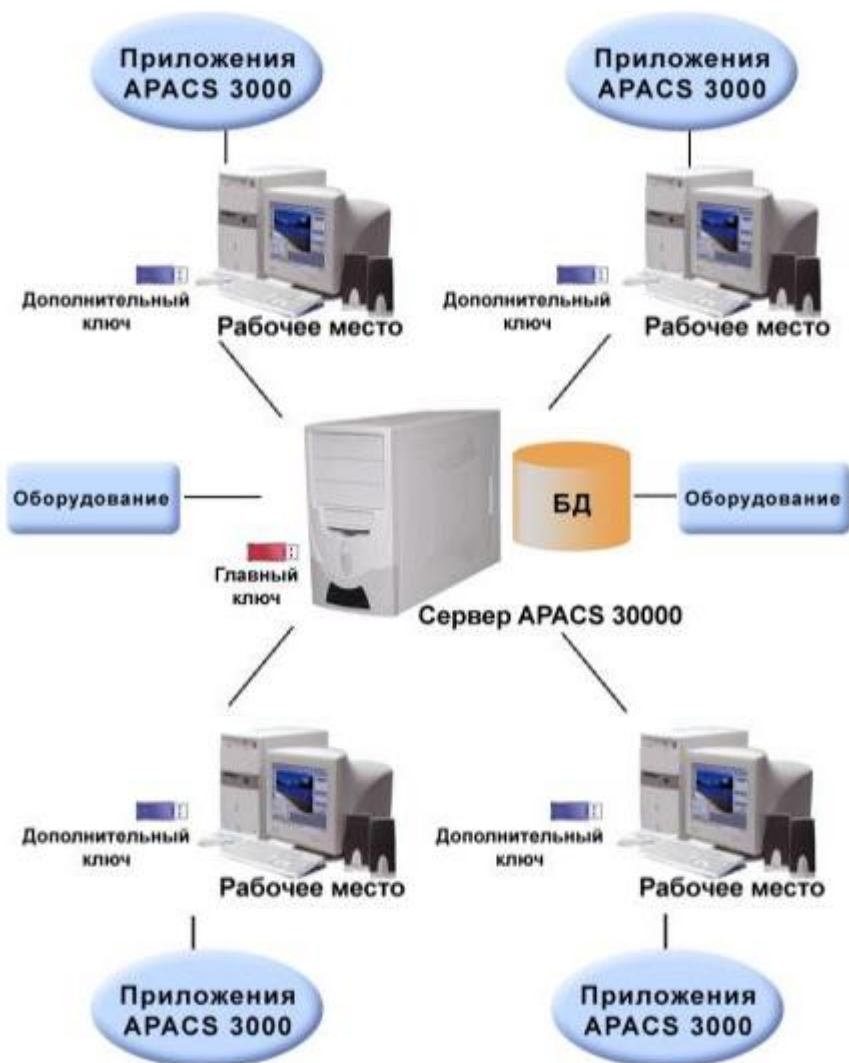 Приложения
APACS 3000
Приложения
APACS 3000
Дополнительный
ключ
Рабочее место
Дополнительный
ключ
Рабочее место
Оборудование
БД
Оборудование
Главный
ключ
Сервер APACS 30000
Дополнительный
ключ
Рабочее место
Дополнительный
ключ
Рабочее место
Приложения
APACS 3000
Приложения
APACS 3000